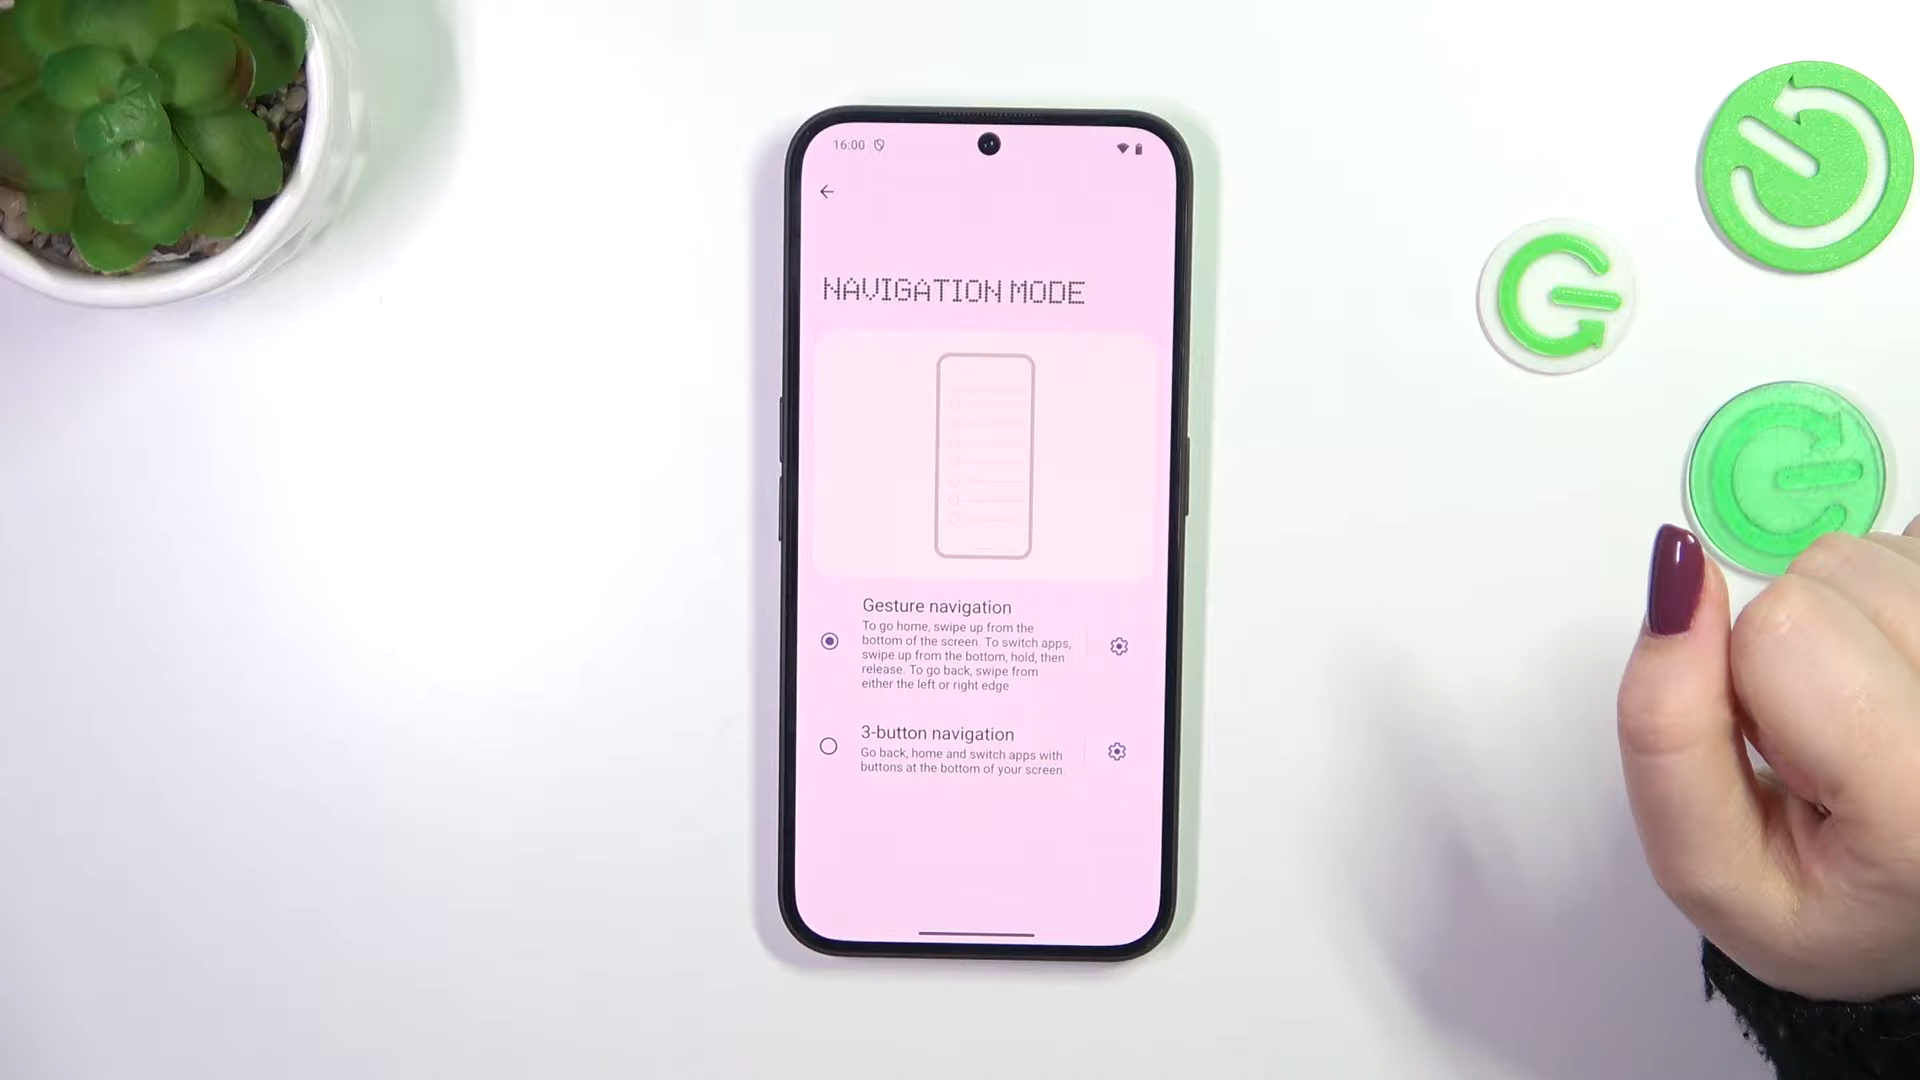 16:00
NAVIGATION MODE
Gesture navigation
To go home, swipe up from the
bottom of the screen. To switch apps,
swipe up from the bottom, hold, then
release. To go back, swipe from
either the left or right edge
3-button navigation
Go back, home and switch apps with
buttons at the bottom of your screen